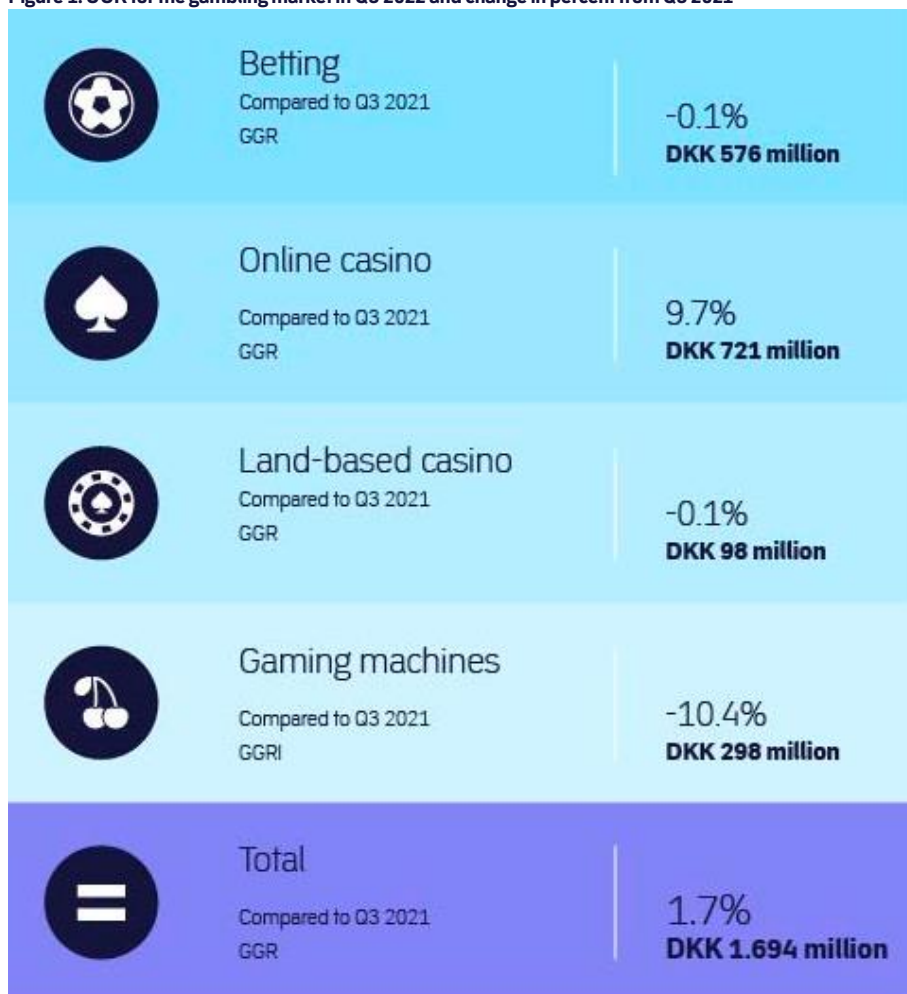 Figure 1. GGR for the gambling market in Q3 2022 and change in percent from Q3 2021
Betting
Compared to Q3 2021
GGR
-0.1%
DKK 576 million
Online casino
Compared to Q3 2021
GGR
9.7%
DKK 721 million
Land-based casino
Compared to Q3 2021
GGR
-0.1%
DKK 98 million
Gaming machines
Compared to Q3 2021
GGRI
-10.4%
DKK 298 million
Total
Compared to Q3 2021
GGR
1.7%
DKK 1.694 million